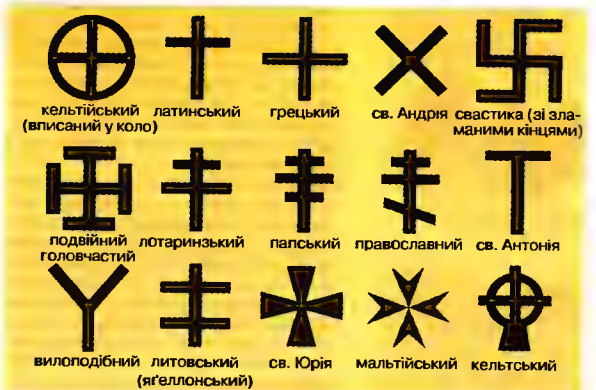 кельтійський латинський грецький св. Андрія свастика (зі зла-
(вписаний у коло) маними кінцями)
подвійний лотаринзький папський православний св. Антонія
головчастий
вилоподібний литовський св. Юрія мальтійський кельтський
(яґеллонський)